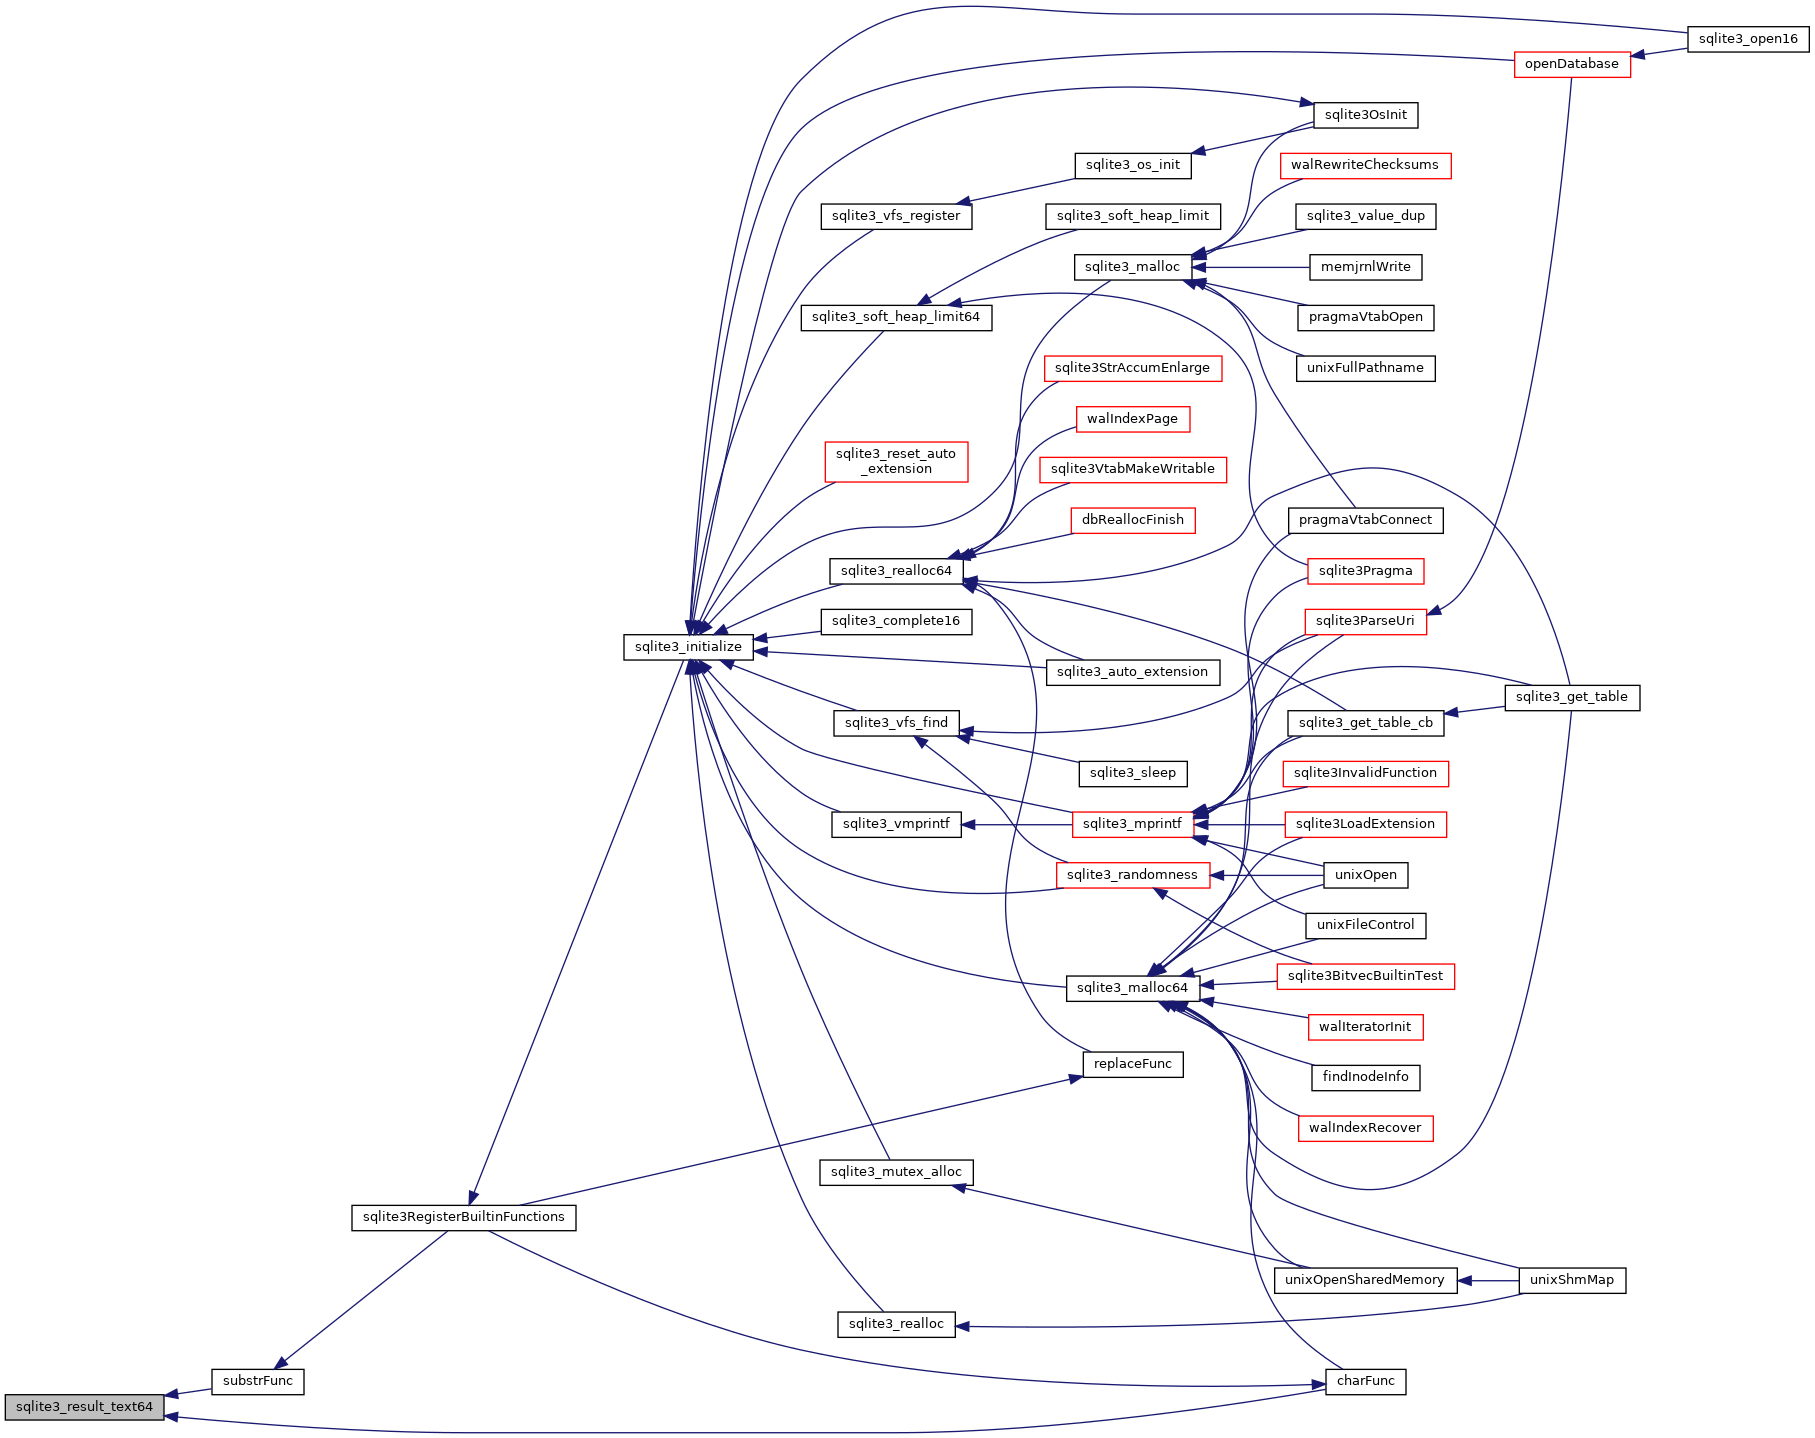 sqlite3_open16
openDatabase
sqlite3OsInit
sqlite3_os_init
walRewriteChecksums
sqlite3_vfs_register
sqlite3_soft_heap_limit
sqlite3_value_dup
sqlite3_malloc
memjrnlWrite
sqlite3_soft_heap_limit64
pragmaVtabOpen
sqlite3StrAccumEnlarge
unixFullPathname
walIndexPage
sqlite3_reset_auto
_extension
sqlite3VtabMakeWritable
dbReallocFinish
pragmaVtabConnect
sqlite3_realloc64
sqlite3Pragma
sqlite3_complete16
sqlite3ParseUri
sqlite3_initialize
sqlite3_auto_extension
sqlite3_get_table
sqlite3_vfs_find
sqlite3_get_table_cb
sqlite3_sleep
sqlite3InvalidFunction
sqlite3_vmprintf
sqlite3_mprintf
sqlite3LoadExtension
sqlite3_randomness
unixOpen
unixFileControl
sqlite3_malloc64
sqlite3BitvecBuiltinTest
walIteratorInit
replaceFunc
findInodeInfo
walIndexRecover
sqlite3_mutex_alloc
sqlite3RegisterBuiltinFunctions
unixOpenSharedMemory
unixShmMap
sqlite3_realloc
substrFunc
charFunc
sqlite3_result_text64